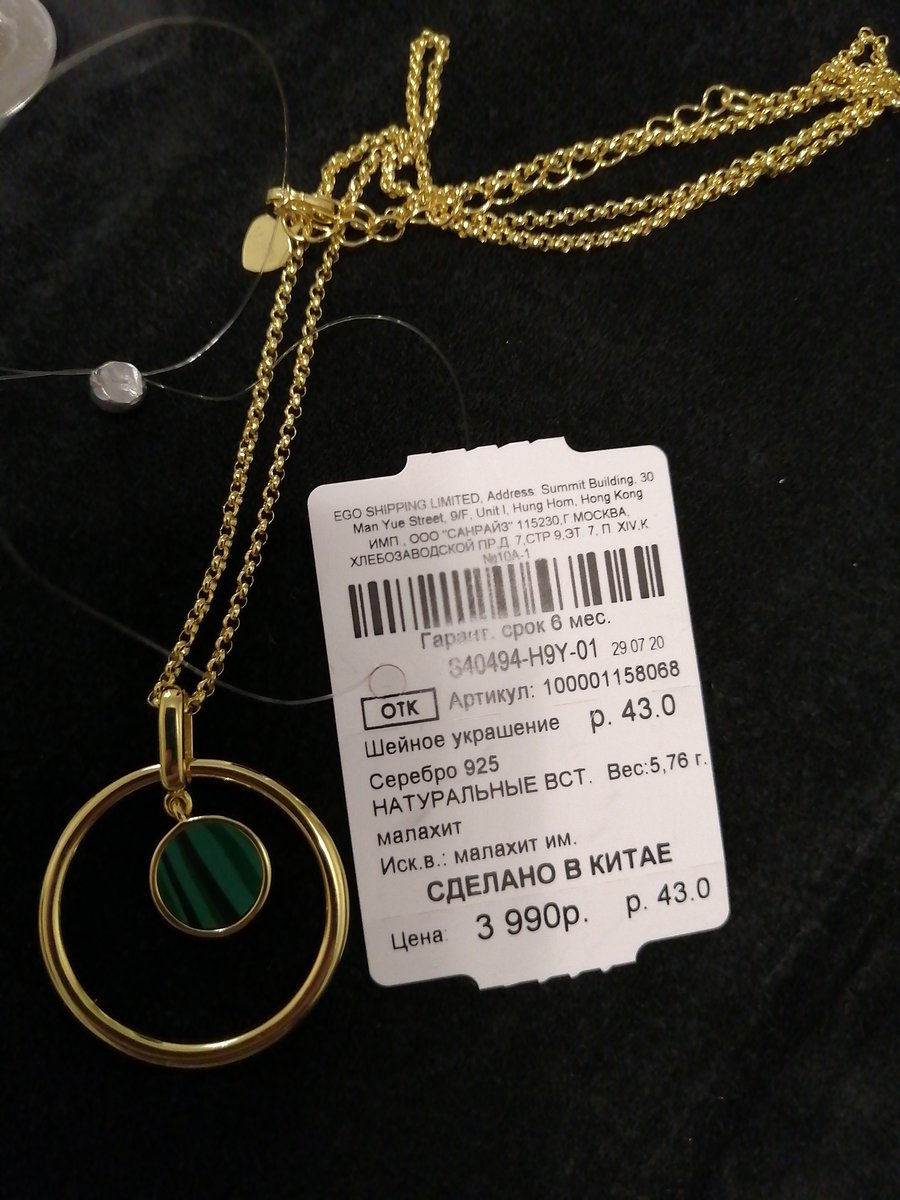 EGO SHIPPING LIMITED, Address: Summit Building. 30
Man Yue Street, 9/F, Unit I, Hung Hom, Hong Kong
ИМП., ООО "САНРАЙЗ" 115230,Г.МОСКВА,
ХЛЕБОЗАВОДСКОЙ ПР.Д. 7,СТР 9,ЭТ. 7, П. XIV,К.
№10А-1
Гарант. срок 6 мес.
S40494-H9Y-01 29 07 20
ОТК Артикул: 100001158068
Шейное украшение р. 43.0
Серебро 925
НАТУРАЛЬНЫЕ ВСТ. Вес:5,76 г.
малахит
Иск.в.: малахит им.
СДЕЛАНО В КИТАЕ
Цена: 3 990р. р. 43.0